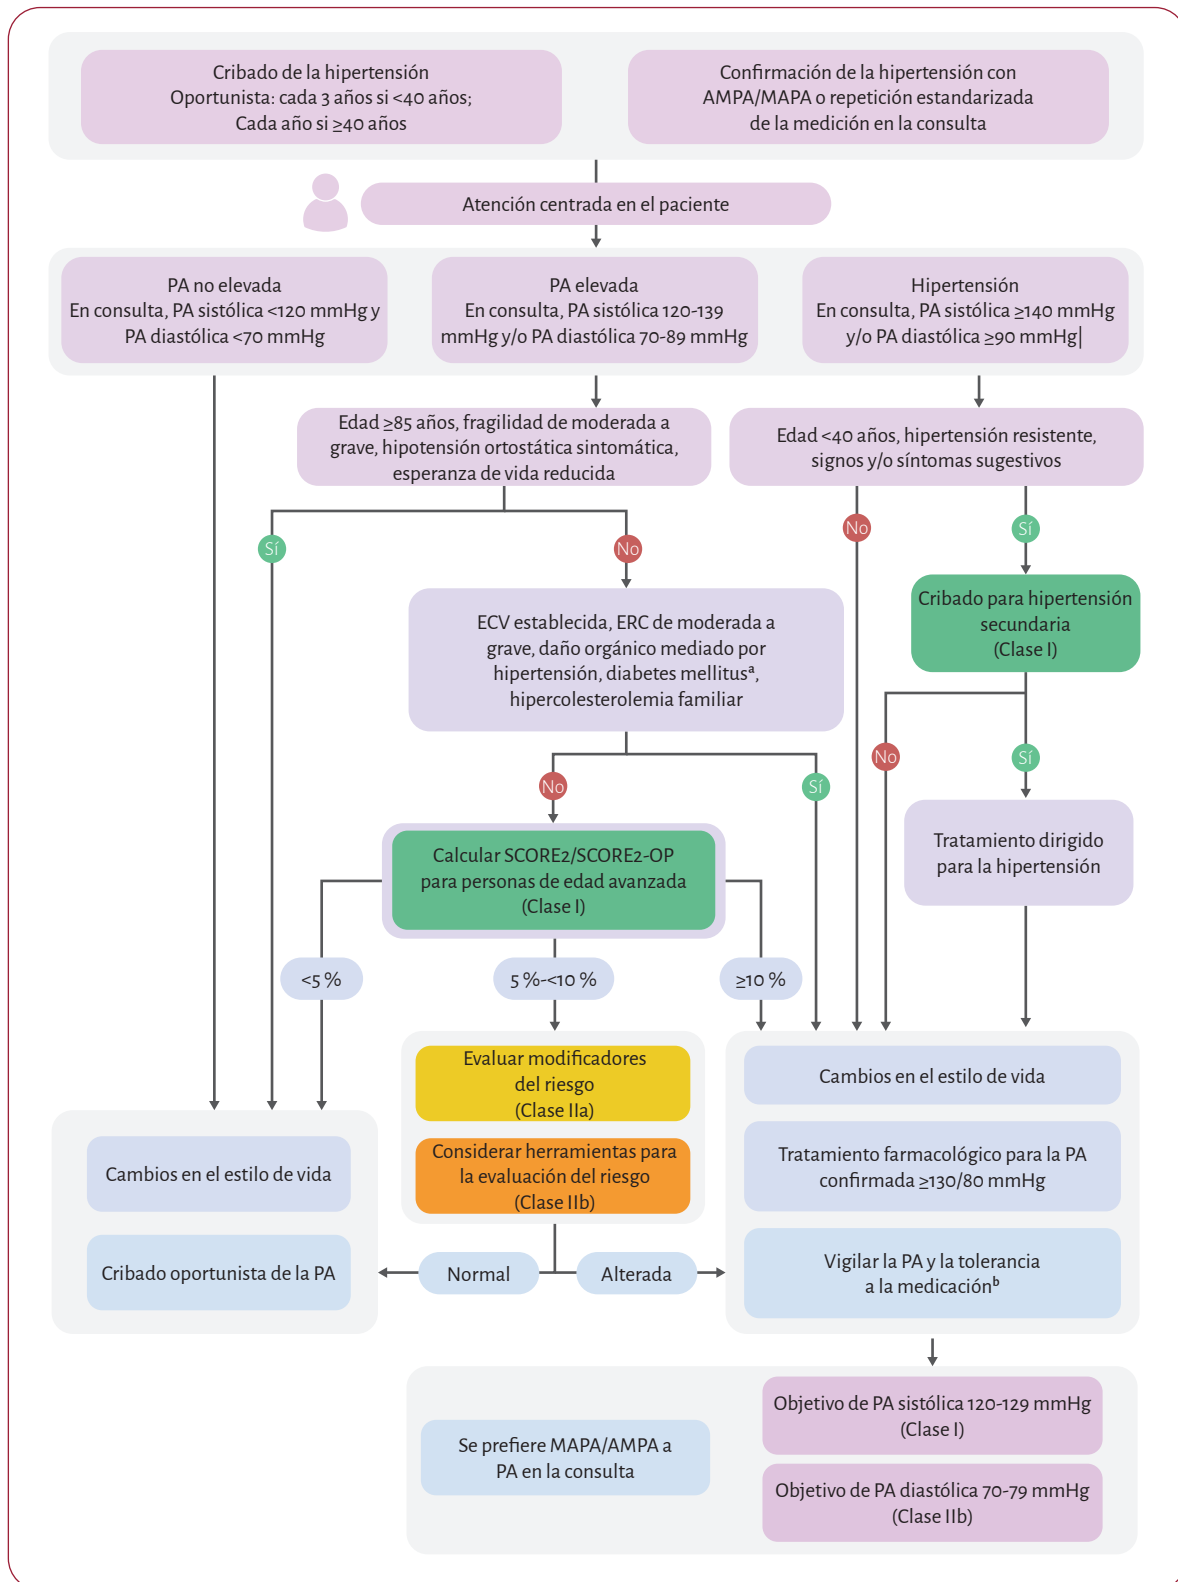 Cribado de la hipertensión
Oportunista: cada 3 años si <40 años;
Cada año si ≥40 años
Confirmación de la hipertensión con
AMPA/MAPA o repetición estandarizada
de la medición en la consulta
Atención centrada en el paciente
PA no elevada
En consulta, PA sistólica <120 mmHg y
PA diastólica <70 mmHg
PA elevada
En consulta, PA sistólica 120-139
mmHg y/o PA diastólica 70-89 mmHg
Hipertensión
En consulta, PA sistólica ≥140 mmHg
y/o PA diastólica ≥90 mmHg|
Edad ≥85 años, fragilidad de moderada a
grave, hipotensión ortostática sintomática,
esperanza de vida reducida
Edad <40 años, hipertensión resistente,
signos y/o síntomas sugestivos
Sí
No
No
Sí
ECV establecida, ERC de moderada a
grave, daño orgánico mediado por
hipertensión, diabetes mellitusª,
hipercolesterolemia familiar
Cribado para hipertensión
secundaria
(Clase I)
No
Sí
No
Sí
Calcular SCORE2/SCORE2-OP
para personas de edad avanzada
(Clase I)
Tratamiento dirigido
para la hipertensión
<5 %
5 %-<10 %
≥10 %
Evaluar modificadores
del riesgo
(Clase IIa)
Considerar herramientas para
la evaluación del riesgo
(Clase IIb)
Cambios en el estilo de vida
Tratamiento farmacológico para la PA
confirmada ≥130/80 mmHg
Vigilar la PA y la tolerancia
a la medicaciónᵇ
Cambios en el estilo de vida
Cribado oportunista de la PA
Normal
Alterada
Se prefiere MAPA/AMPA a
PA en la consulta
Objetivo de PA sistólica 120-129 mmHg
(Clase I)
Objetivo de PA diastólica 70-79 mmHg
(Clase IIb)